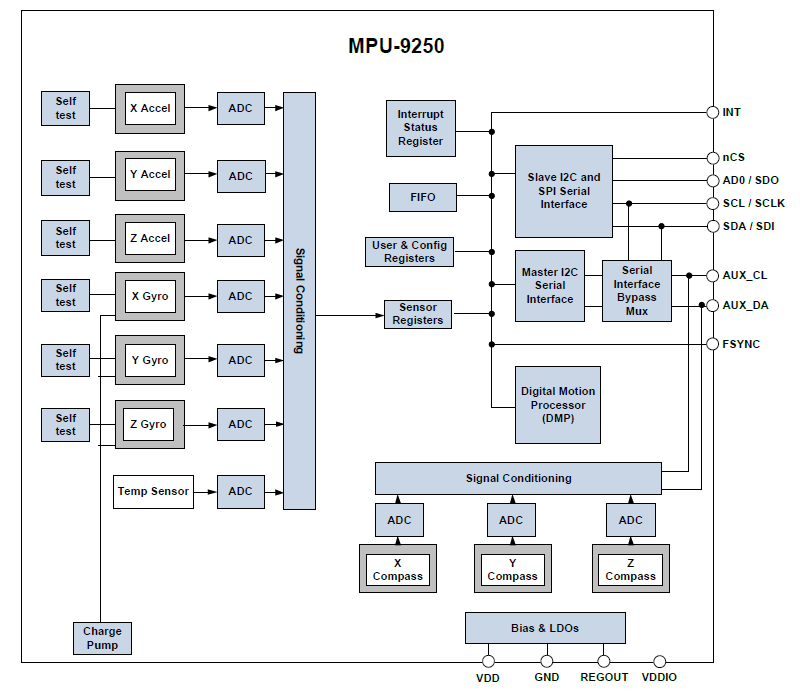 MPU-9250
Self
test
X Accel
ADC
Self
test
Y Accel
ADC
Self
test
Z Accel
ADC
Self
test
X Gyro
ADC
Self
test
Y Gyro
ADC
Self
test
Z Gyro
ADC
Temp Sensor
ADC
Charge
Pump
Signal Conditioning
Interrupt
Status
Register
FIFO
User & Config
Registers
Sensor
Registers
Slave I2C and
SPI Serial
Interface
Master I2C
Serial
Interface
Serial
Interface
Bypass
Mux
Digital Motion
Processor
(DMP)
INT
nCS
AD0 / SDO
SCL / SCLK
SDA / SDI
AUX_CL
AUX_DA
FSYNC
Signal Conditioning
ADC
ADC
ADC
X
Compass
Y
Compass
Z
Compass
Bias & LDOs
VDD
GND
REGOUT
VDDIO